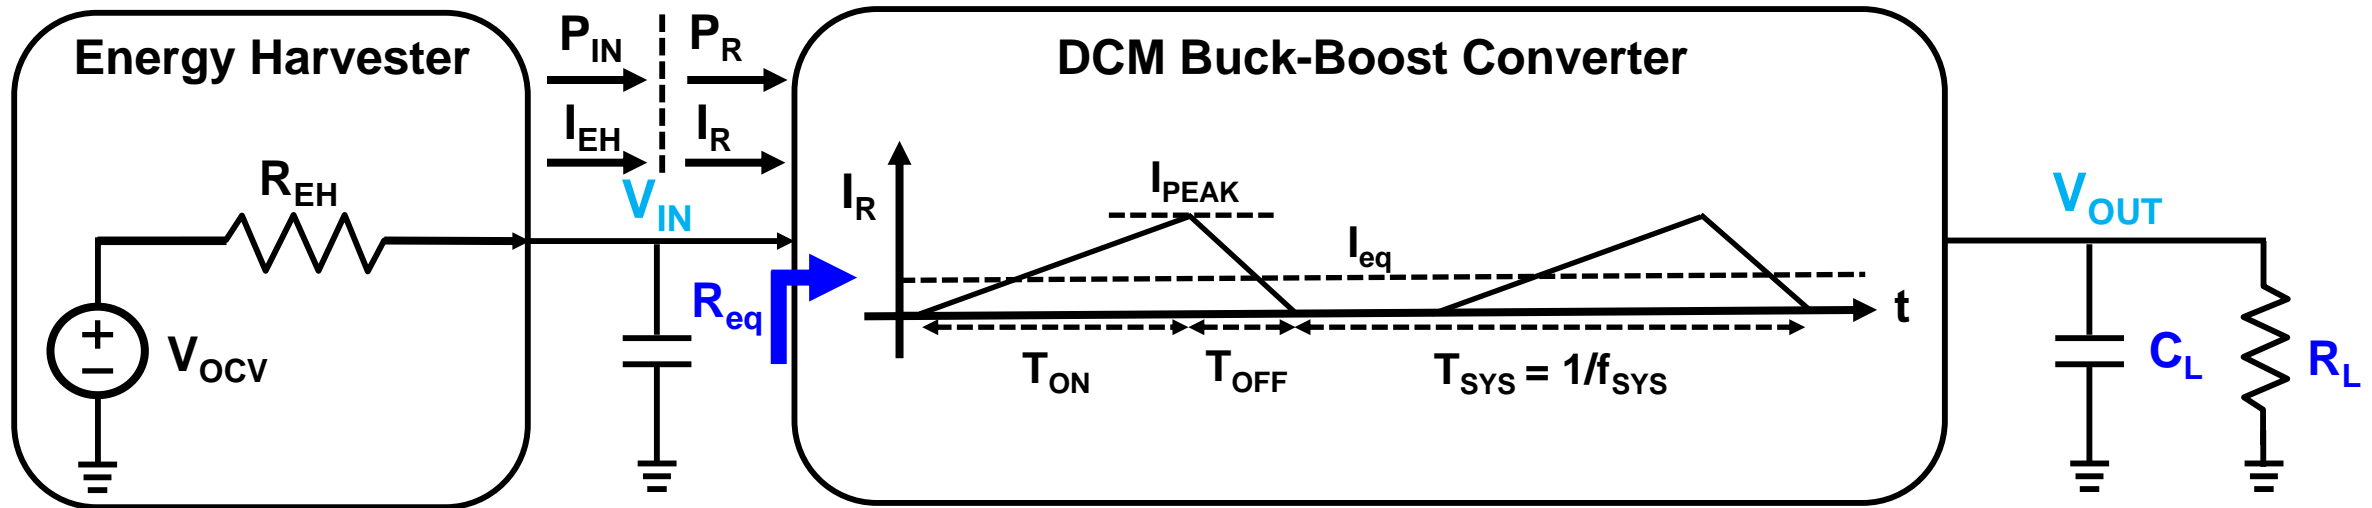 Energy Harvester
P_IN
P_R
DCM Buck-Boost Converter
I_EH
I_R
R_EH
V_IN
I_R
I_PEAK
V_OUT
I_eq
R_eq
t
+
−
V_OCV
T_ON
T_OFF
T_SYS = 1/f_SYS
C_L
R_L